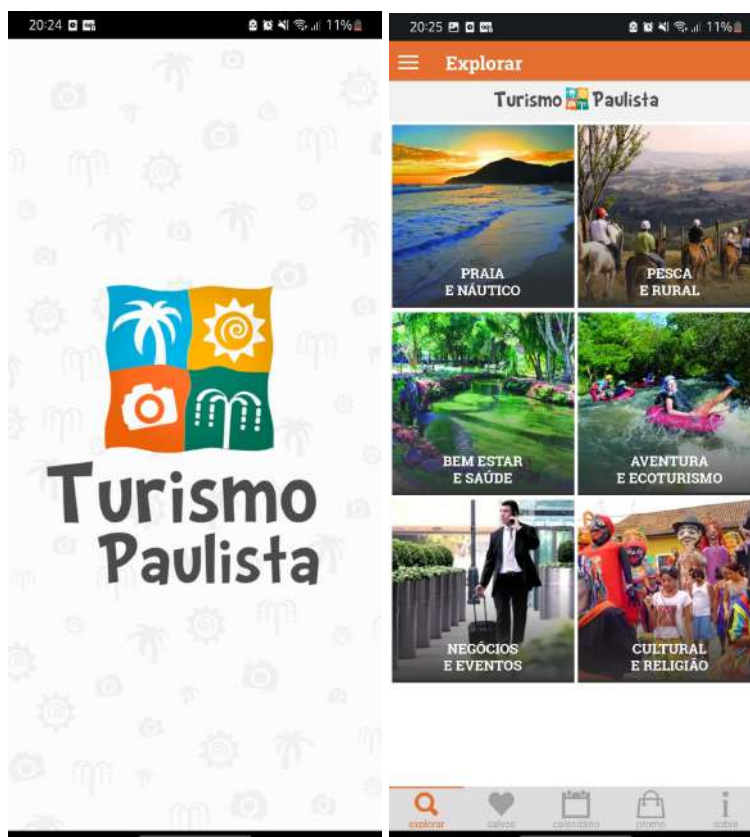 20:24
11%
Turismo
Paulista
20:25
11%
Explorar
Turismo Paulista
PRAIA
E NÁUTICO
PESCA
E RURAL
BEM ESTAR
E SAÚDE
AVENTURA
E ECOTURISMO
NEGÓCIOS
E EVENTOS
CULTURAL
E RELIGIÃO
explorar
salvos
calendário
promo
sobre